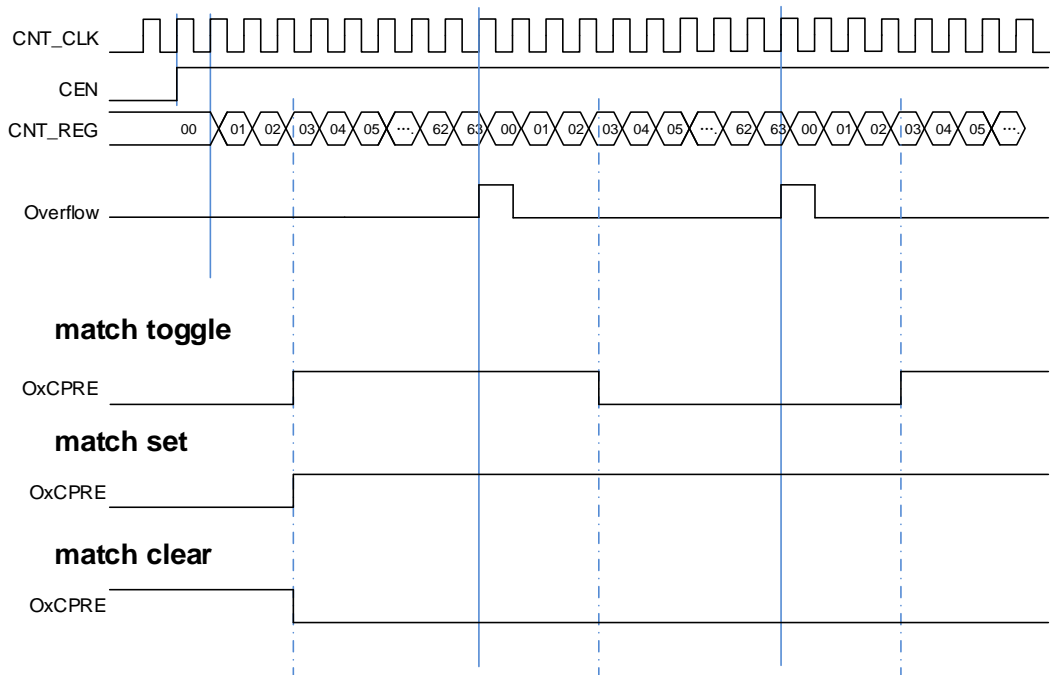 CNT_CLK
CEN
CNT_REG 00 01 02 03 04 05 …. 62 63 00 01 02 03 04 05 …. 62 63 00 01 02 03 04 05 ….
Overflow
match toggle
OxCPRE
match set
OxCPRE
match clear
OxCPRE